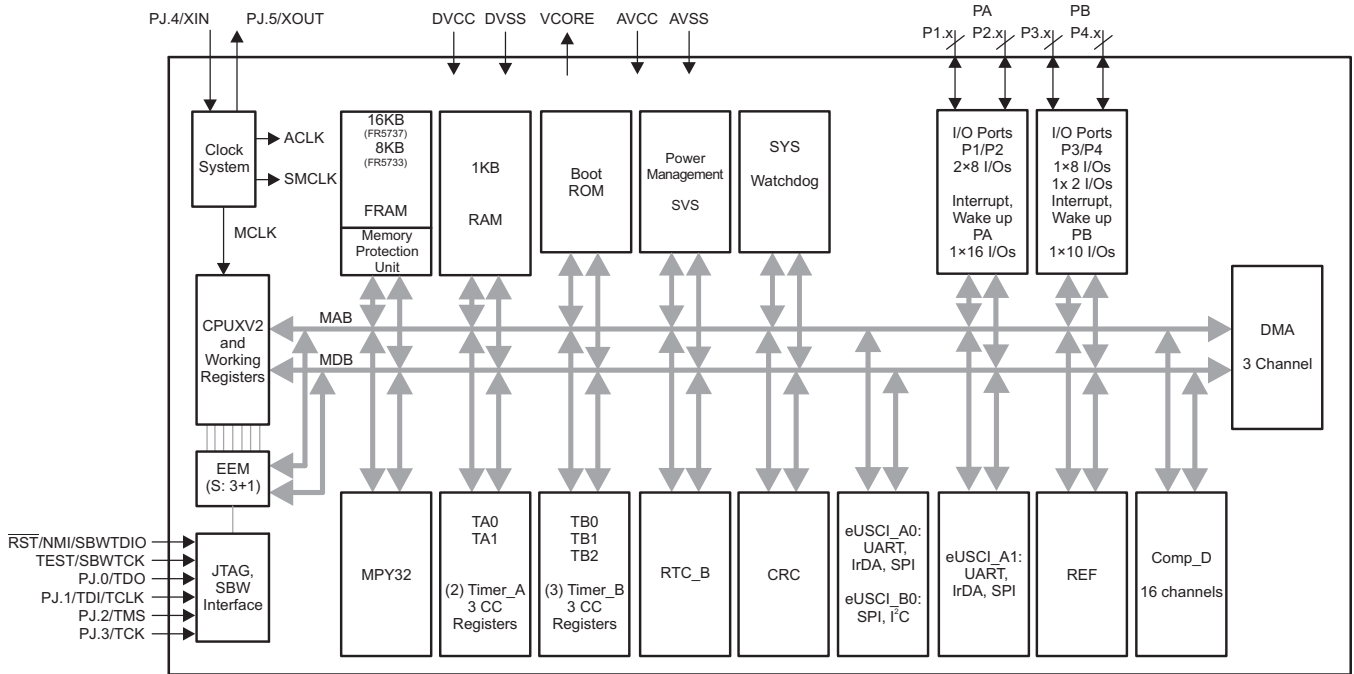 PJ.4/XIN
PJ.5/XOUT
DVCC
DVSS
VCORE
AVCC
AVSS
PA
PB
P1.x
P2.x
P3.x
P4.x
Clock
System
ACLK
SMCLK
MCLK
16KB
(FR5737)
8KB
(FR5733)
FRAM
Memory
Protection
Unit
1KB
RAM
Boot
ROM
Power
Management
SVS
SYS
Watchdog
I/O Ports
P1/P2
2×8 I/Os
Interrupt,
Wake up
PA
1×16 I/Os
I/O Ports
P3/P4
1×8 I/Os
1x 2 I/Os
Interrupt,
Wake up
PB
1×10 I/Os
CPUXV2
and
Working
Registers
MAB
MDB
DMA
3 Channel
EEM
(S: 3+1)
RST/NMI/SBWTDIO
TEST/SBWTCK
PJ.0/TDO
PJ.1/TDI/TCLK
PJ.2/TMS
PJ.3/TCK
JTAG,
SBW
Interface
MPY32
TA0
TA1
(2) Timer_A
3 CC
Registers
TB0
TB1
TB2
(3) Timer_B
3 CC
Registers
RTC_B
CRC
eUSCI_A0:
UART,
IrDA, SPI
eUSCI_B0:
SPI, I²C
eUSCI_A1:
UART,
IrDA, SPI
REF
Comp_D
16 channels